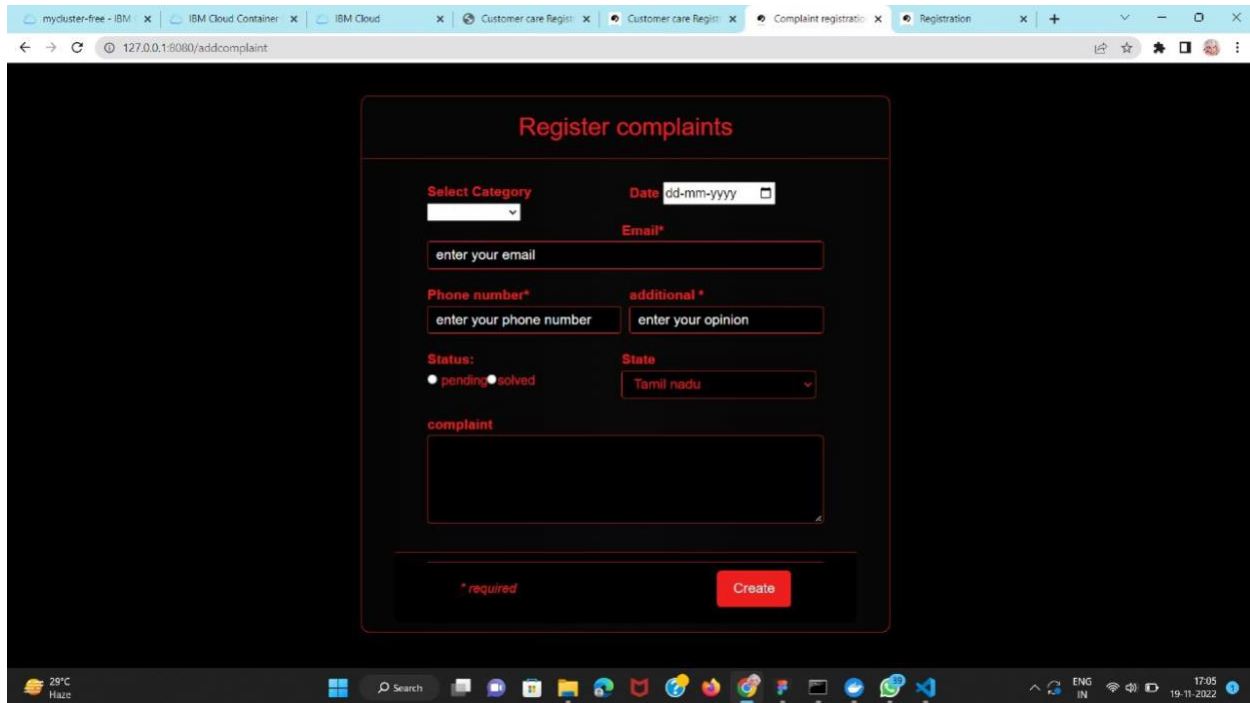 mycluster-free - IBM
IBM Cloud Container
IBM Cloud
Customer care Regist
Customer care Regist
Complaint registratio
Registration
127.0.0.1:8080/addcomplaint
Register complaints
Select Category
Date dd-mm-yyyy
Email*
enter your email
Phone number* additional *
enter your phone number enter your opinion
Status: State
pending solved Tamil nadu
complaint
* required Create
29°C
Haze
Search
39
ENG
IN
17:05
19-11-2022
1